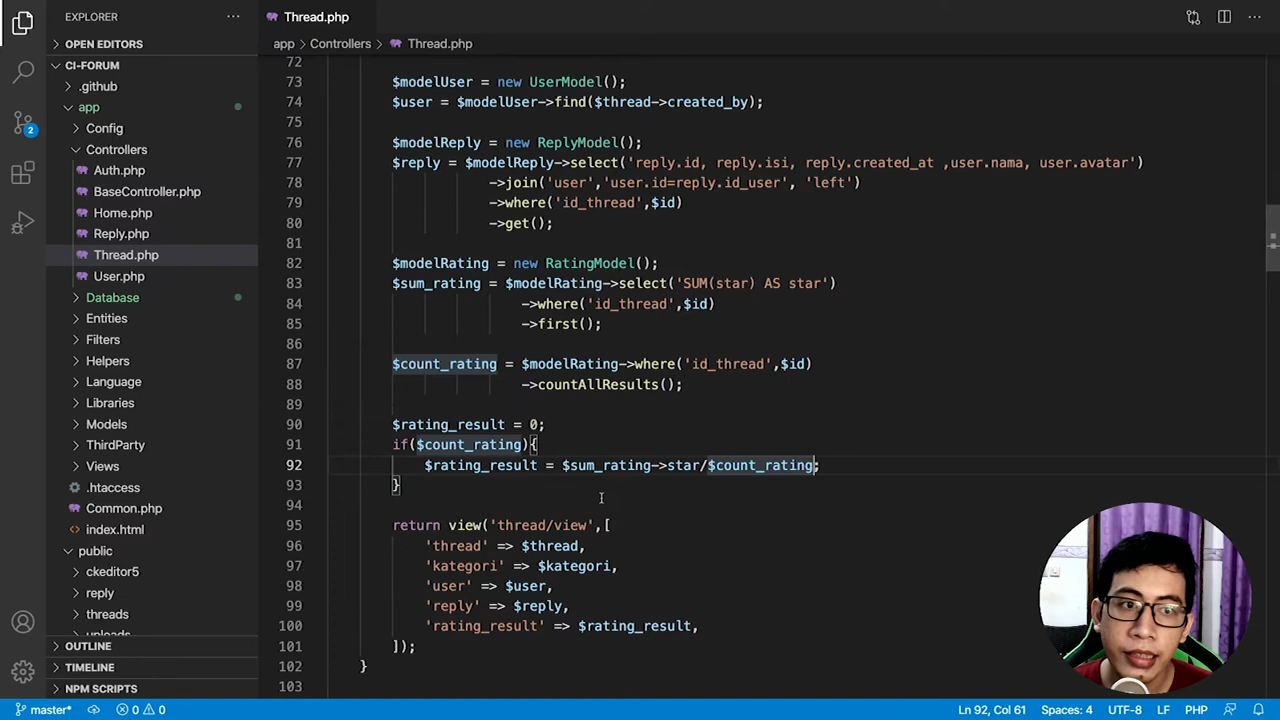 EXPLORER
Thread.php
OPEN EDITORS
app > Controllers > Thread.php
CI-FORUM
.github
app
Config
Controllers
Auth.php
BaseController.php
Home.php
Reply.php
Thread.php
User.php
Database
Entities
Filters
Helpers
Language
Libraries
Models
ThirdParty
Views
.htaccess
Common.php
index.html
public
ckeditor5
reply
threads
uploads
OUTLINE
TIMELINE
NPM SCRIPTS
2
72
73 $modelUser = new UserModel();
74 $user = $modelUser->find($thread->created_by);
75
76 $modelReply = new ReplyModel();
77 $reply = $modelReply->select('reply.id, reply.isi, reply.created_at ,user.nama, user.avatar')
78 ->join('user','user.id=reply.id_user', 'left')
79 ->where('id_thread',$id)
80 ->get();
81
82 $modelRating = new RatingModel();
83 $sum_rating = $modelRating->select('SUM(star) AS star')
84 ->where('id_thread',$id)
85 ->first();
86
87 $count_rating = $modelRating->where('id_thread',$id)
88 ->countAllResults();
89
90 $rating_result = 0;
91 if($count_rating){
92 $rating_result = $sum_rating->star/$count_rating;
93 }
94
95 return view('thread/view',[
96 'thread' => $thread,
97 'kategori' => $kategori,
98 'user' => $user,
99 'reply' => $reply,
100 'rating_result' => $rating_result,
101 ]);
102 }
103
master* 0 0 Ln 92, Col 61 Spaces: 4 UTF-8 LF PHP